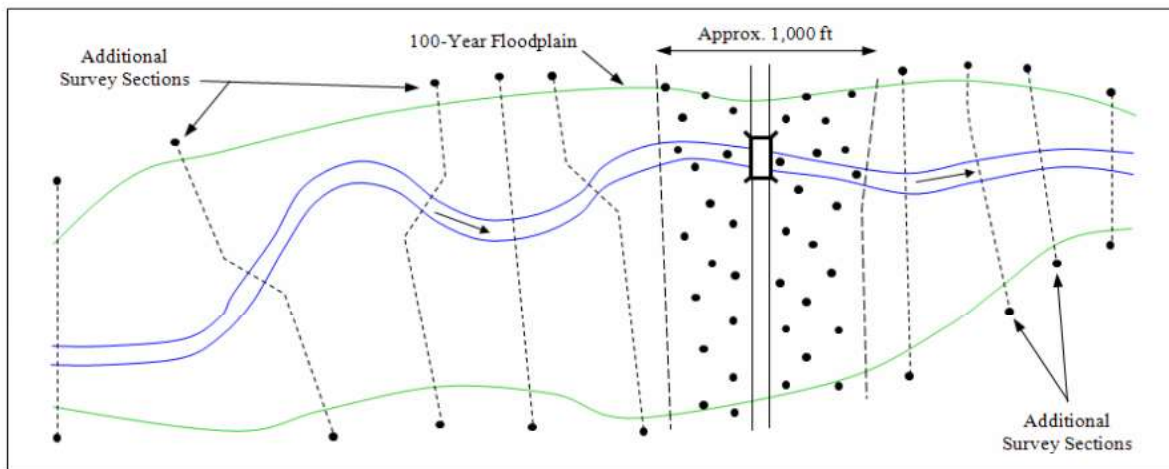 Additional
Survey Sections
100-Year Floodplain
Approx. 1,000 ft
Additional
Survey Sections